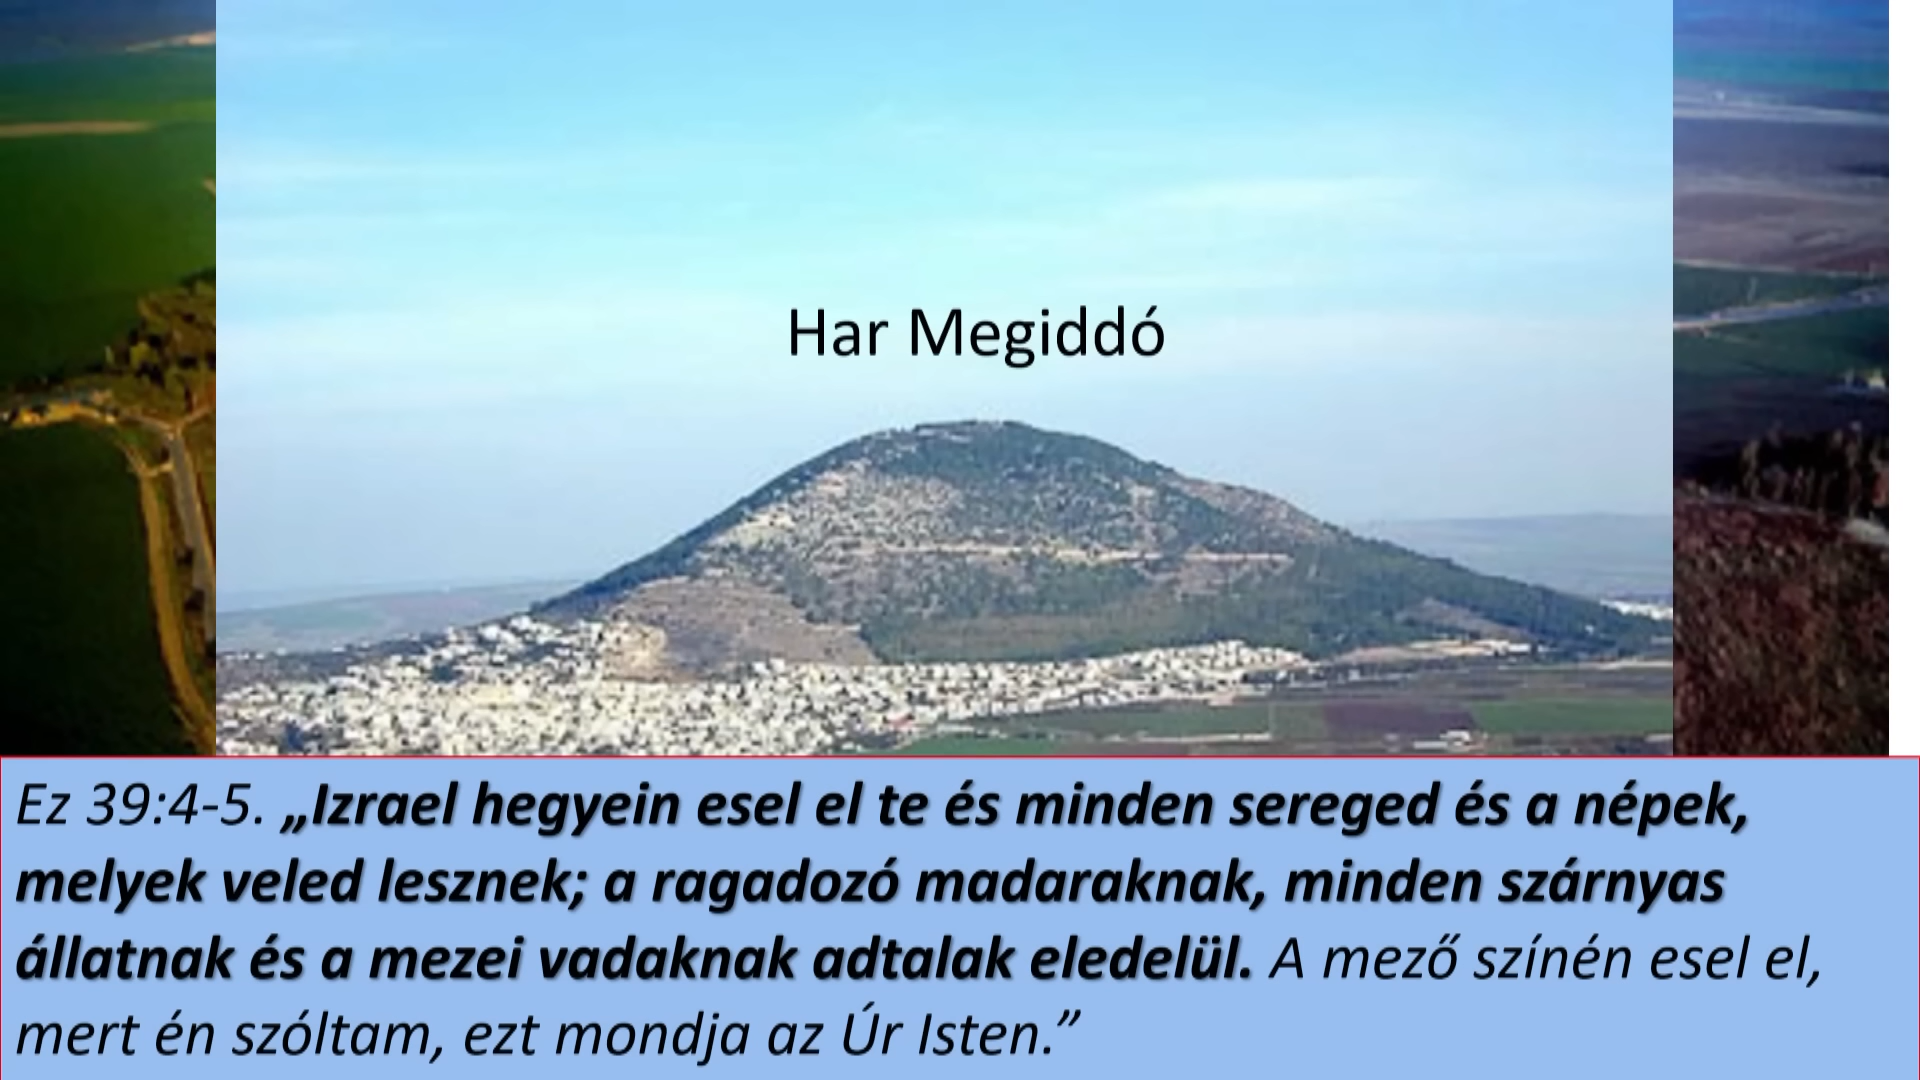 Har Megiddó
Ez 39:4-5. „Izrael hegyein esel el te és minden sereged és a népek,
melyek veled lesznek; a ragadozó madaraknak, minden szárnyas
állatnak és a mezei vadaknak adtalak eledelül. A mező színén esel el,
mert én szóltam, ezt mondja az Úr Isten.”